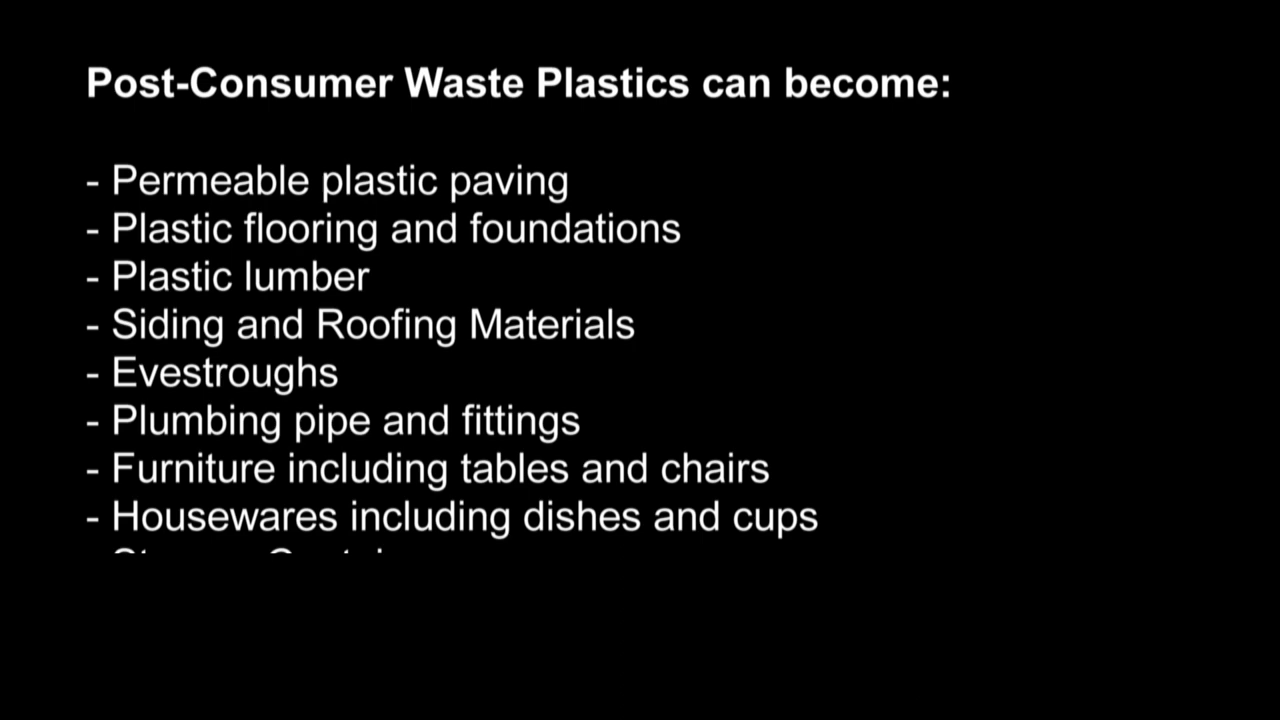 Post-Consumer Waste Plastics can become:
- Permeable plastic paving
- Plastic flooring and foundations
- Plastic lumber
- Siding and Roofing Materials
- Evestroughs
- Plumbing pipe and fittings
- Furniture including tables and chairs
- Housewares including dishes and cups